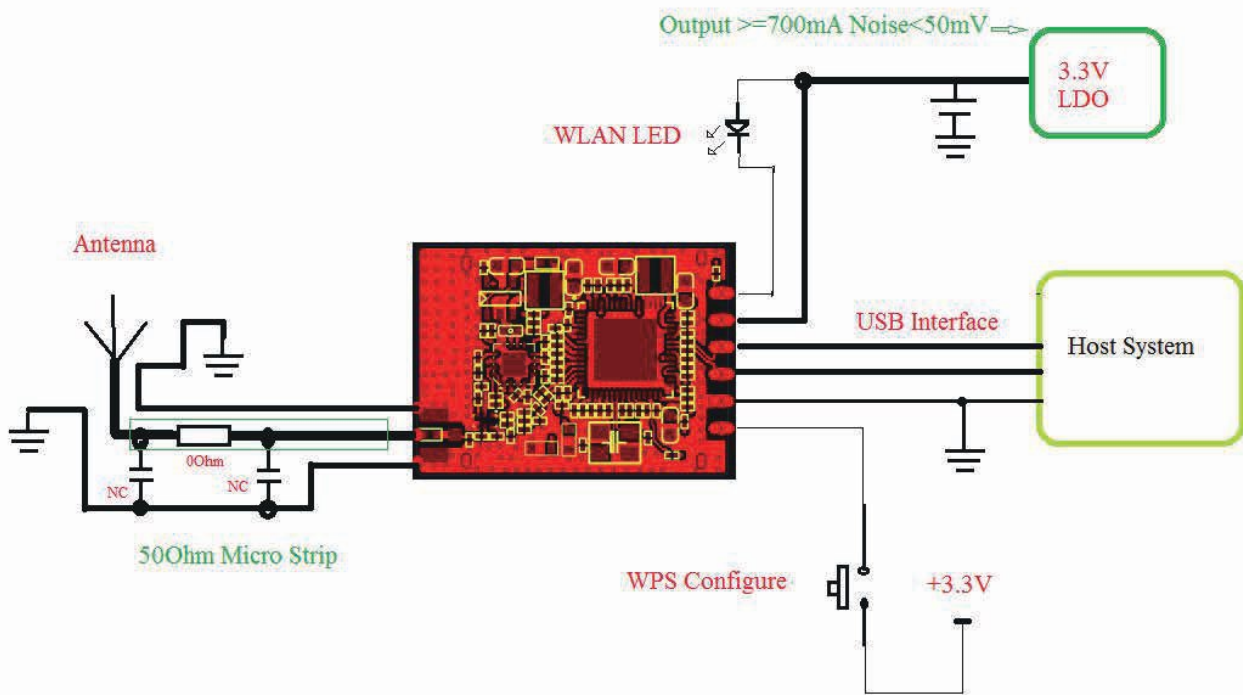 Output >=700mA Noise<50mV
3.3V
LDO
WLAN LED
Antenna
USB Interface
Host System
0Ohm
NC
NC
50Ohm Micro Strip
WPS Configure
+3.3V